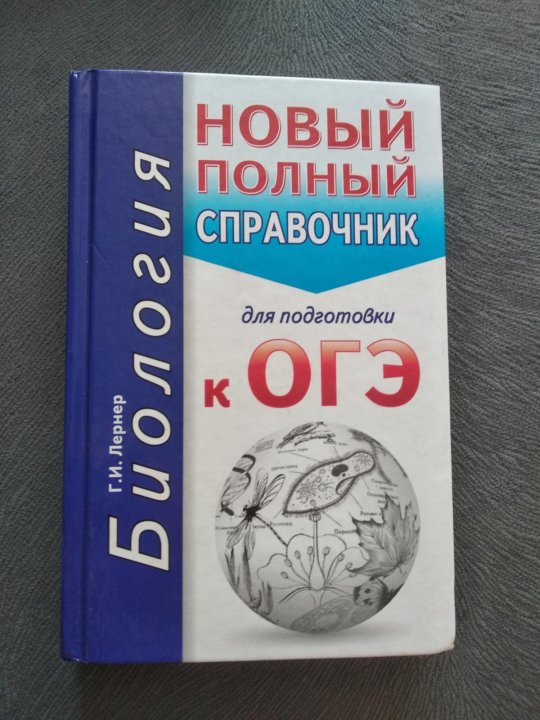 НОВЫЙ
ПОЛНЫЙ
СПРАВОЧНИК
для подготовки
к ОГЭ
Г.И. Лернер
Биология